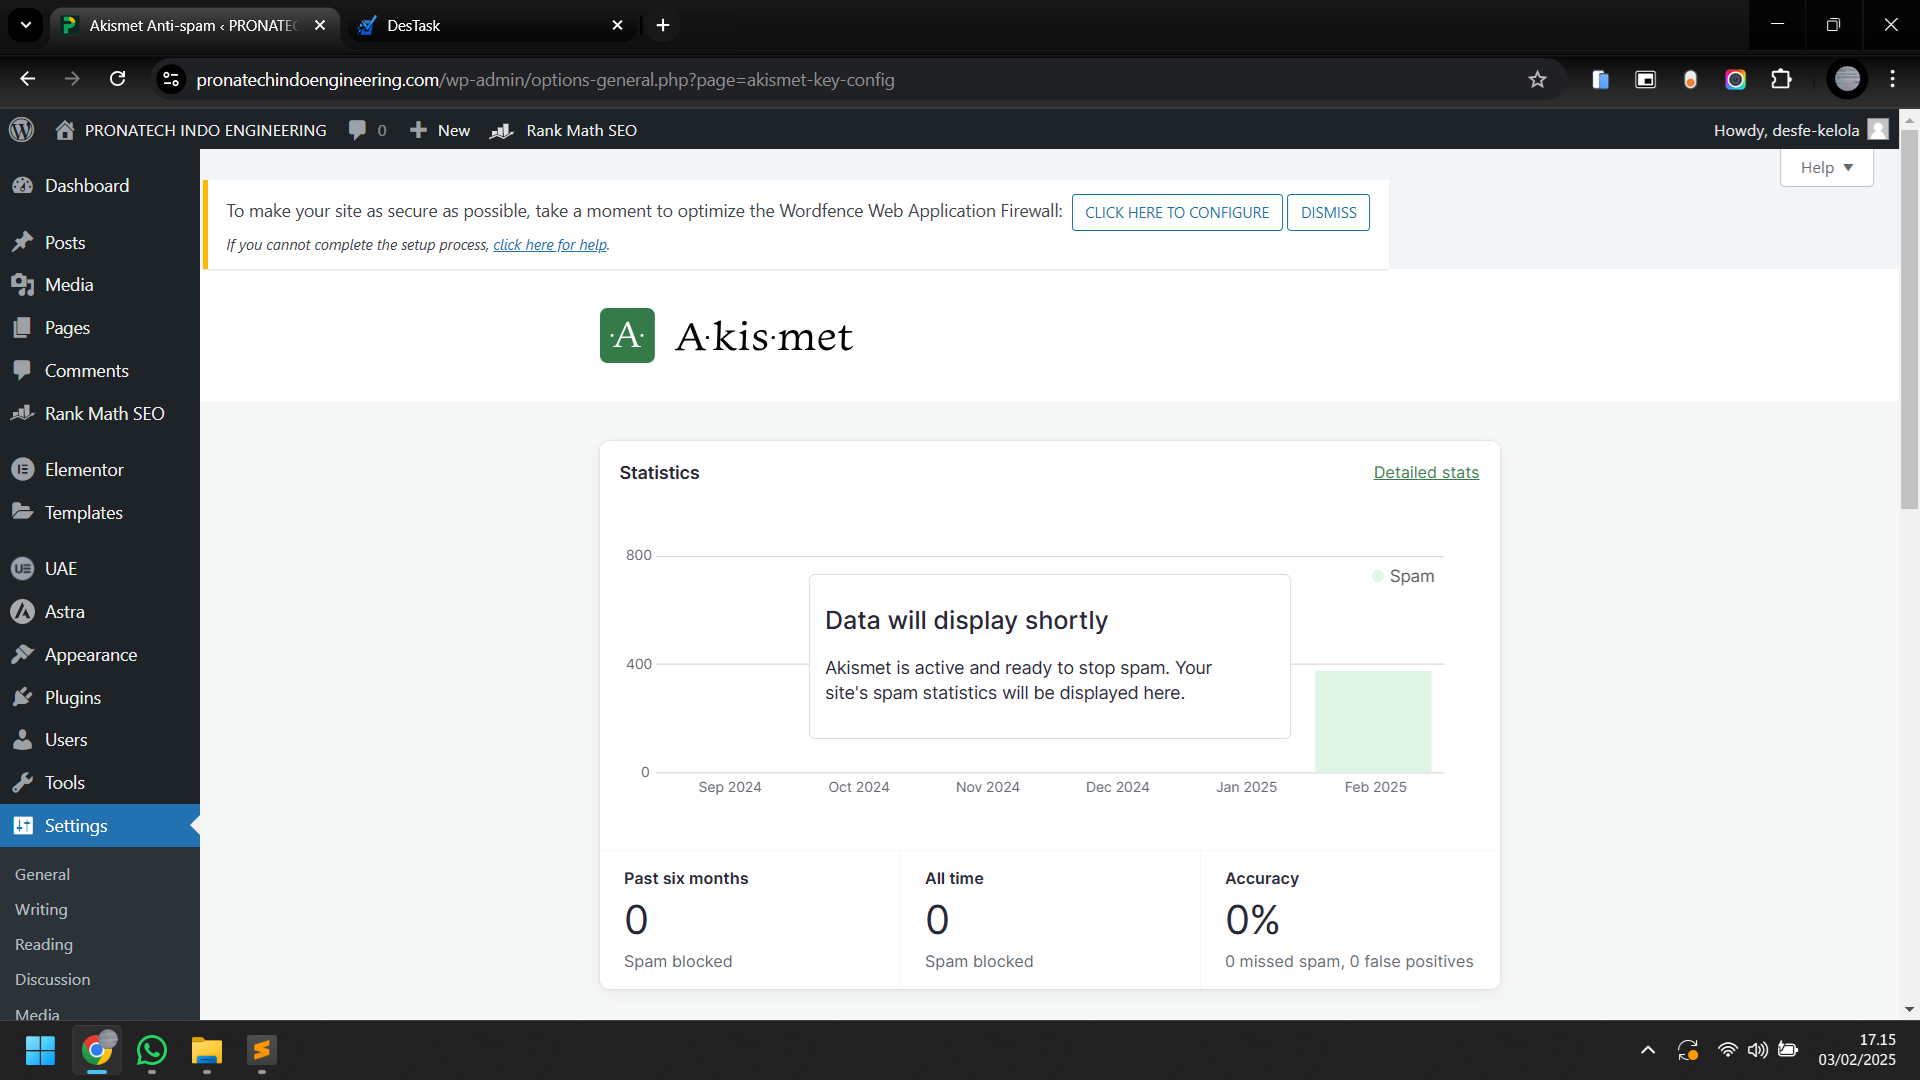 Akismet Anti-spam ‹ PRONATEC
DesTask
pronatechindoengineering.com/wp-admin/options-general.php?page=akismet-key-config
PRONATECH INDO ENGINEERING
0
New
Rank Math SEO
Howdy, desfe-kelola
Help
Dashboard
Posts
Media
Pages
Comments
Rank Math SEO
Elementor
Templates
UAE
Astra
Appearance
Plugins
Users
Tools
Settings
General
Writing
Reading
Discussion
Media
To make your site as secure as possible, take a moment to optimize the Wordfence Web Application Firewall:
CLICK HERE TO CONFIGURE
DISMISS
If you cannot complete the setup process, click here for help.
A
A·kis·met
Statistics
Detailed stats
800
Spam
Data will display shortly
400
Akismet is active and ready to stop spam. Your
site's spam statistics will be displayed here.
0
Sep 2024
Oct 2024
Nov 2024
Dec 2024
Jan 2025
Feb 2025
Past six months
0
Spam blocked
All time
0
Spam blocked
Accuracy
0%
0 missed spam, 0 false positives
17.15
03/02/2025